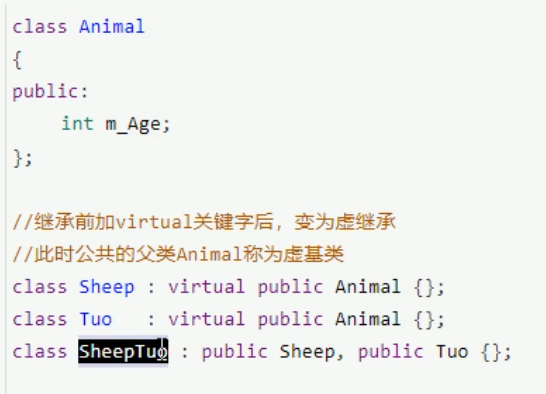 class Animal
{
public:
    int m_Age;
};
//继承前加virtual关键字后，变为虚继承
//此时公共的父类Animal称为虚基类
class Sheep : virtual public Animal {};
class Tuo   : virtual public Animal {};
class SheepTuo : public Sheep, public Tuo {};